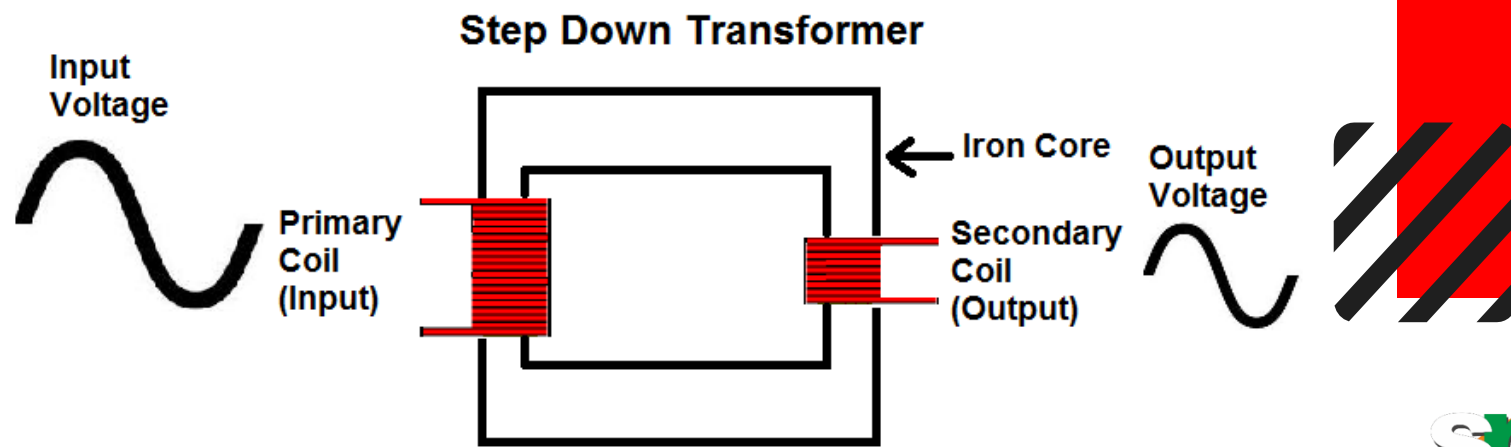 Step Down Transformer
Input
Voltage
Primary
Coil
(Input)
Iron Core
Secondary
Coil
(Output)
Output
Voltage